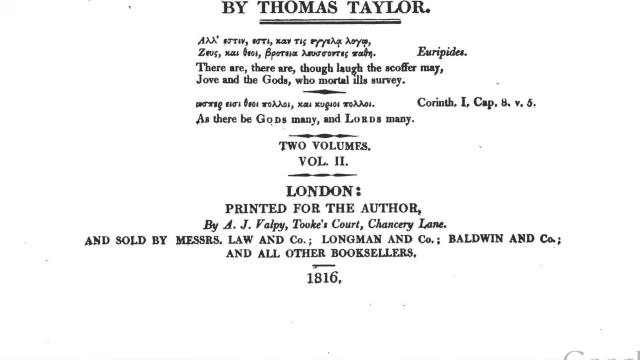 BY THOMAS TAYLOR.
Αλλ' εστιν, εστι, καν τις εγγελα λογῳ,
Ζευς, και θεοι, βροτεια λευσσοντες παθη. Euripides.
There are, there are, though laugh the scoffer may,
Jove and the Gods, who mortal ills survey.
ωσπερ εισι θεοι πολλοι, και κυριοι πολλοι. Corinth. I, Cap. 8. v. 5.
As there be GODS many, and LORDS many.
TWO VOLUMES.
VOL. II.
LONDON:
PRINTED FOR THE AUTHOR,
By A. J. Valpy, Tooke's Court, Chancery Lane.
AND SOLD BY MESSRS. LAW AND Co.; LONGMAN AND Co.; BALDWIN AND Co.;
AND ALL OTHER BOOKSELLERS.
1816.